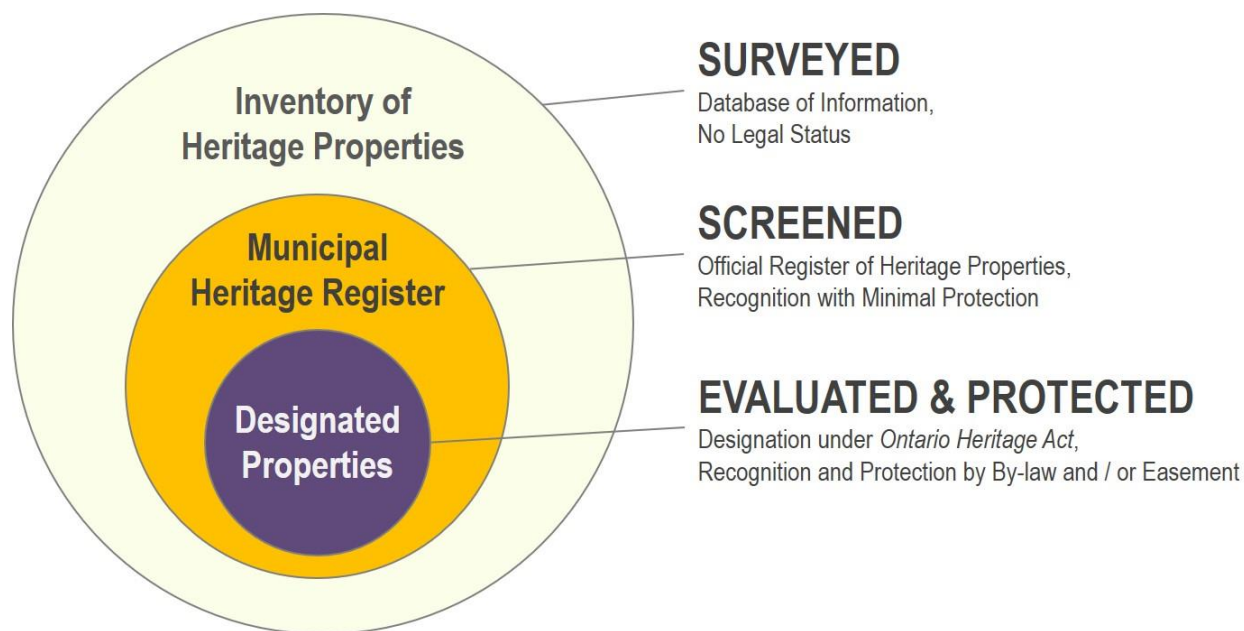 Inventory of
Heritage Properties
Municipal
Heritage Register
Designated
Properties
SURVEYED
Database of Information,
No Legal Status
SCREENED
Official Register of Heritage Properties,
Recognition with Minimal Protection
EVALUATED & PROTECTED
Designation under Ontario Heritage Act,
Recognition and Protection by By-law and / or Easement